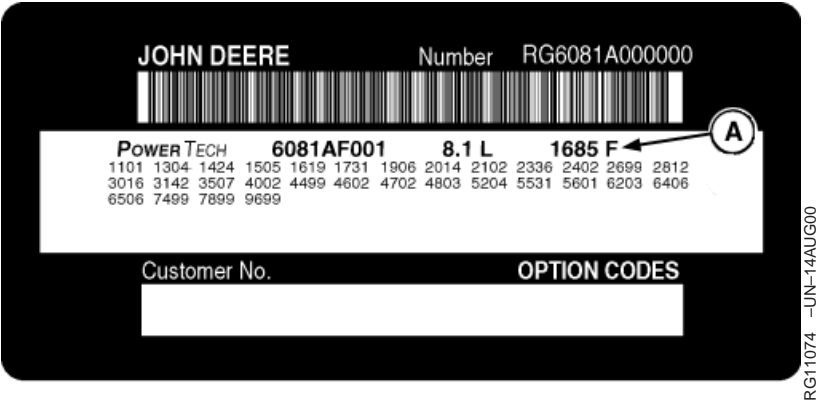 JOHN DEERE Number RG6081A000000
A
POWERTECH 6081AF001 8.1 L 1685 F
1101 1304 1424 1505 1619 1731 1906 2014 2102 2336 2402 2699 2812
3016 3142 3507 4002 4499 4602 4702 4803 5204 5531 5601 6203 6406
6506 7499 7899 9699
Customer No. OPTION CODES
RG11074 –UN–14AUG00